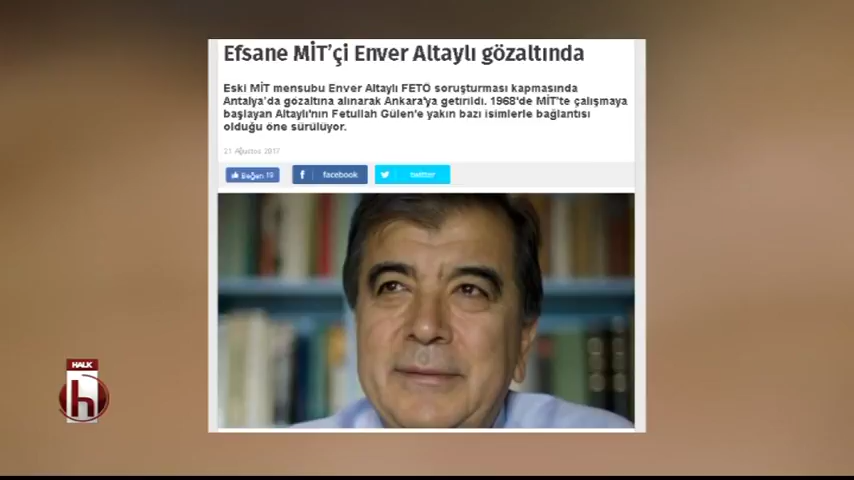 Efsane MİT'çi Enver Altaylı gözaltında
Eski MİT mensubu Enver Altaylı FETÖ soruşturması kapmasında
Antalya'da gözaltına alınarak Ankara'ya getirildi. 1968'de MİT'te çalışmaya
başlayan Altaylı'nın Fetullah Gülen'e yakın bazı isimlerle bağlantısı
olduğu öne sürülüyor.
21 Ağustos 2017
Beğen 19
facebook
twitter
HALK
h